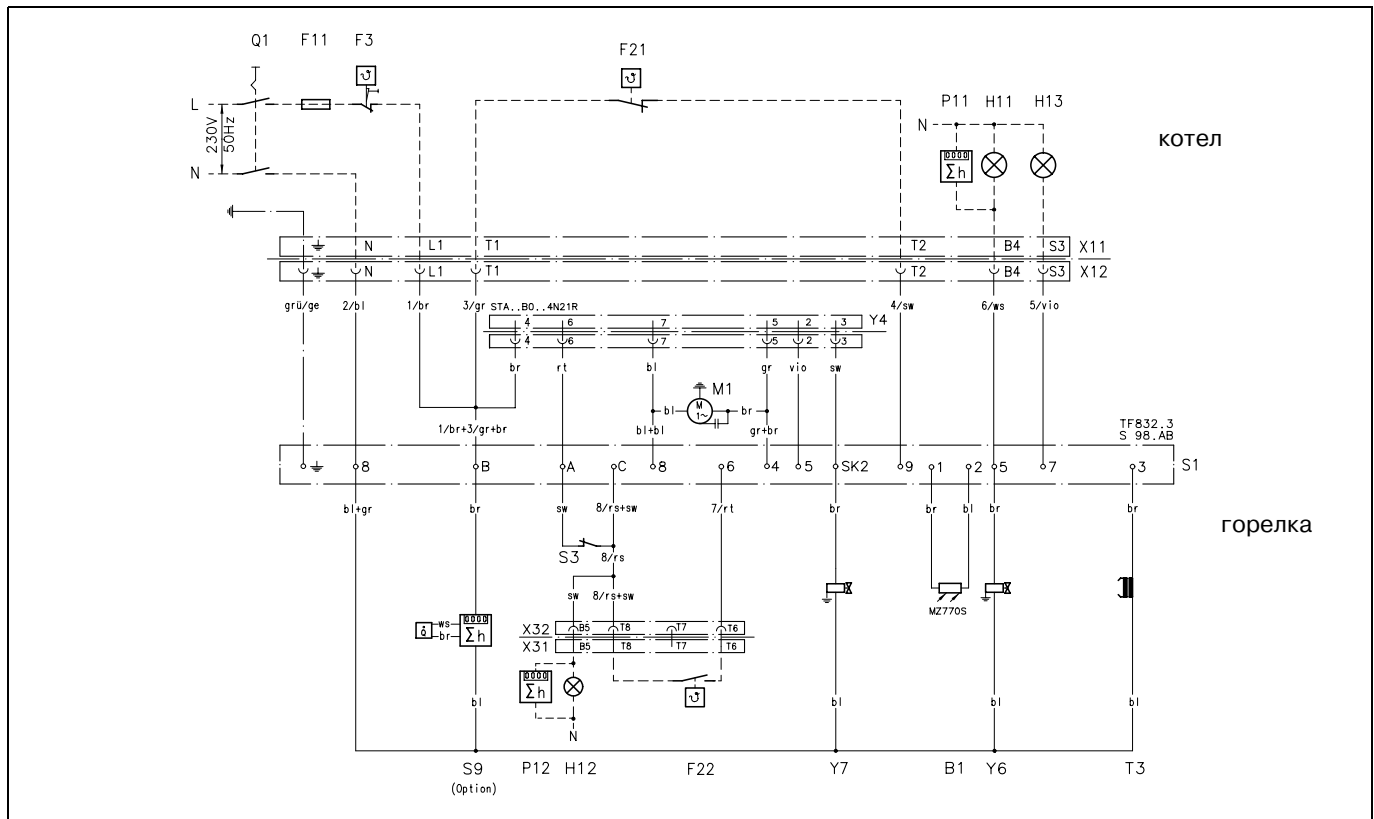 Q1 F11 F3 F21
P11 H11 H13
L
N
230V
50Hz
N
0000
Σh
котел
N L1 T1 T2 B4 S3 X11
N L1 T1 T2 B4 S3 X12
grü/ge 2/bl 1/br 3/gr STA..B0..4N21R 4/sw 6/ws 5/vio
4 6 7 5 2 3 Y4
4 6 7 5 2 3
br rt bl gr vio sw
bl M 1~ M1 br
1/br+3/gr+br bl+bl gr+br
TF832.3
S 98.AB
8 B A C 8 6 4 5 SK2 9 1 2 5 7 3 S1
bl+gr br sw 8/rs+sw 7/rt br br bl br br
горелка
S3 8/rs
sw 8/rs+sw
MZ770S
X32 B5 T8 T7 T6
X31 B5 T8 T7 T6
ws
br
0000
Σh
0000
Σh
bl bl bl bl
N
S9 P12 H12 F22 Y7 B1 Y6 T3
(Option)